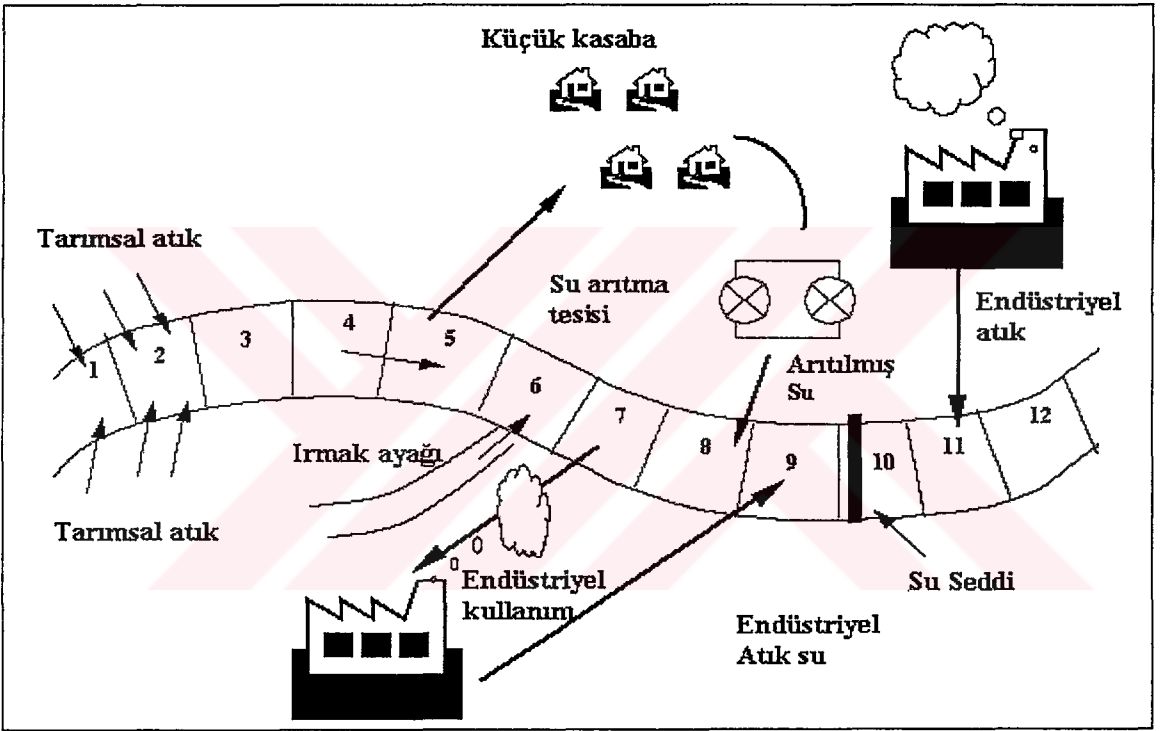 Küçük kasaba
Tarımsal atık
Su arıtma
tesisi
Endüstriyel
atık
Arıtılmış
Su
1
2
3
4
5
6
7
8
9
10
11
12
Irmak ayağı
Tarımsal atık
Endüstriyel
kullanım
Su Seddi
Endüstriyel
Atık su